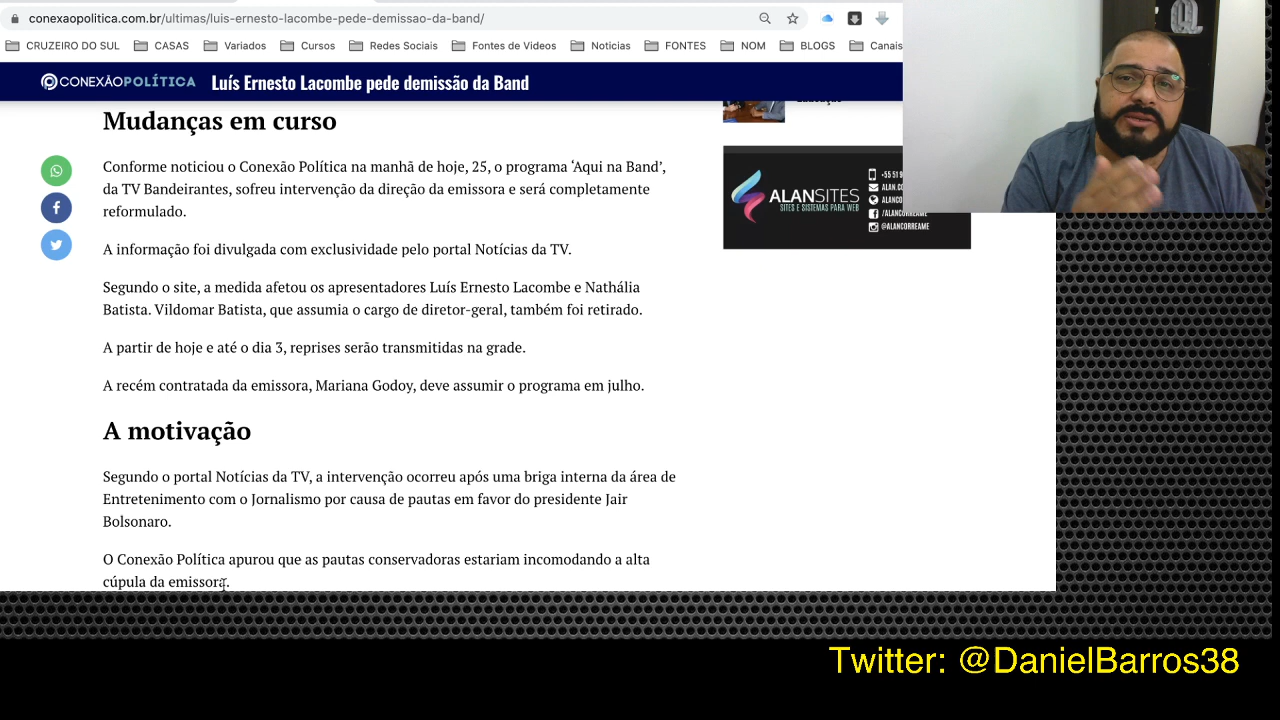 conexaopolitica.com.br/ultimas/luis-ernesto-lacombe-pede-demissao-da-band/
CRUZEIRO DO SUL CASAS Variados Cursos Redes Sociais Fontes de Videos Noticias FONTES NOM BLOGS Canais
CONEXÃOPOLÍTICA Luís Ernesto Lacombe pede demissão da Band
Mudanças em curso
Conforme noticiou o Conexão Política na manhã de hoje, 25, o programa ‘Aqui na Band’,
da TV Bandeirantes, sofreu intervenção da direção da emissora e será completamente
reformulado.
A informação foi divulgada com exclusividade pelo portal Notícias da TV.
Segundo o site, a medida afetou os apresentadores Luís Ernesto Lacombe e Nathália
Batista. Vildomar Batista, que assumia o cargo de diretor-geral, também foi retirado.
A partir de hoje e até o dia 3, reprises serão transmitidas na grade.
A recém contratada da emissora, Mariana Godoy, deve assumir o programa em julho.
A motivação
Segundo o portal Notícias da TV, a intervenção ocorreu após uma briga interna da área de
Entretenimento com o Jornalismo por causa de pautas em favor do presidente Jair
Bolsonaro.
O Conexão Política apurou que as pautas conservadoras estariam incomodando a alta
cúpula da emissora.
ALANSITES
SITES E SISTEMAS PARA WEB
+55 51 9
ALAN.CO
ALANCO
/ALANCORREAME
@ALANCORREAME
Twitter: @DanielBarros38